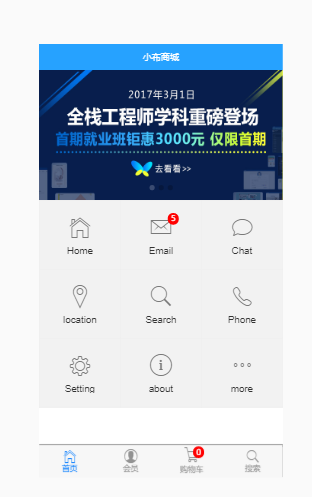 小布商城
2017年3月1日
全栈工程师学科重磅登场
首期就业班钜惠3000元 仅限首期
去看看>>
Home
5
Email
Chat
location
Search
Phone
Setting
about
more
首页
会员
0
购物车
搜索